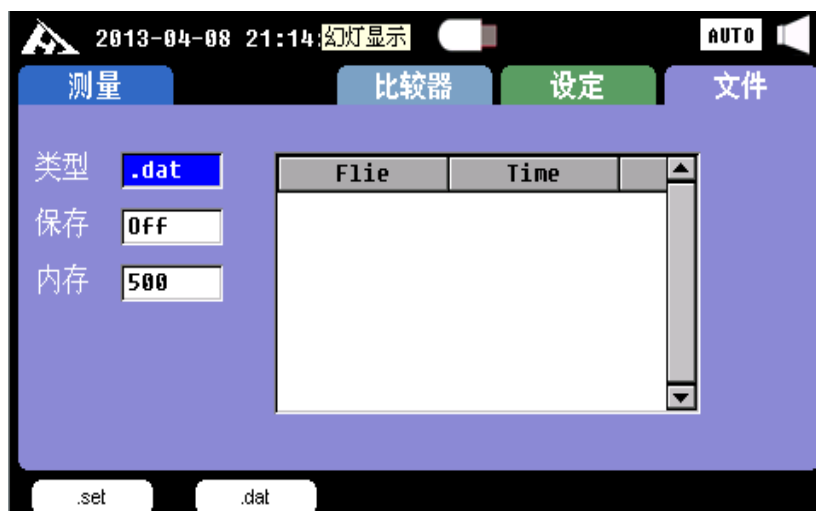 2013-04-08 21:14: 幻灯显示 AUTO
测量 比较器 设定 文件
类型 .dat
保存 Off
内存 500
Flie Time
.set .dat